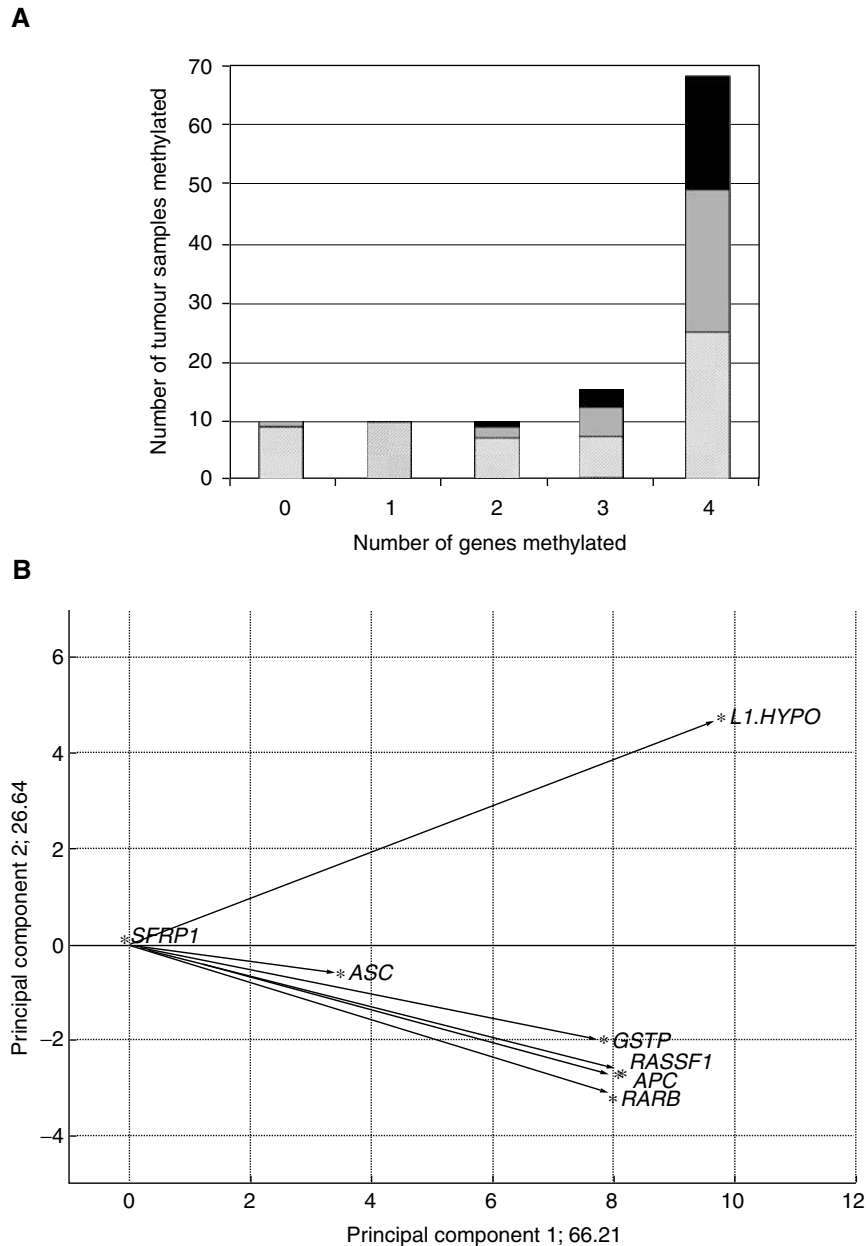 A
Number of tumour samples methylated
70
60
50
40
30
20
10
0
0 1 2 3 4
Number of genes methylated
B
Principal component 2; 26.64
6
4
2
0
−2
−4
* L1.HYPO
* SFRP1
* ASC
* GSTP
* RASSF1
* APC
* RARB
0 2 4 6 8 10 12
Principal component 1; 66.21